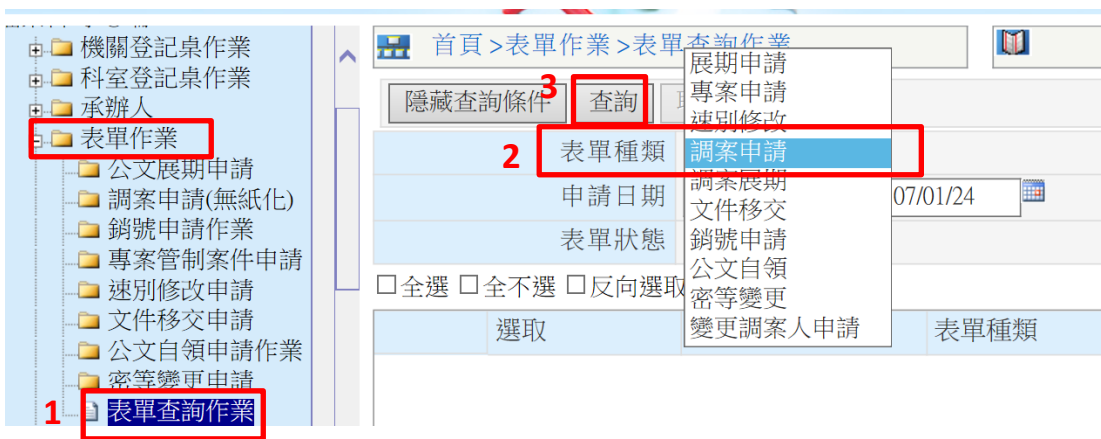 機關登記桌作業
科室登記桌作業
承辦人
表單作業
公文展期申請
調案申請(無紙化)
銷號申請作業
專案管制案件申請
速別修改申請
文件移交申請
公文自領申請作業
密等變更申請
1
表單查詢作業
首頁>表單作業>表單查詢作業
隱藏查詢條件
3
查詢
2
表單種類
申請日期
07/01/24
表單狀態
展期申請
專案申請
速別修改
調案申請
調案展期
文件移交
銷號申請
公文自領
密等變更
變更調案人申請
全選
全不選
反向選取
選取
表單種類